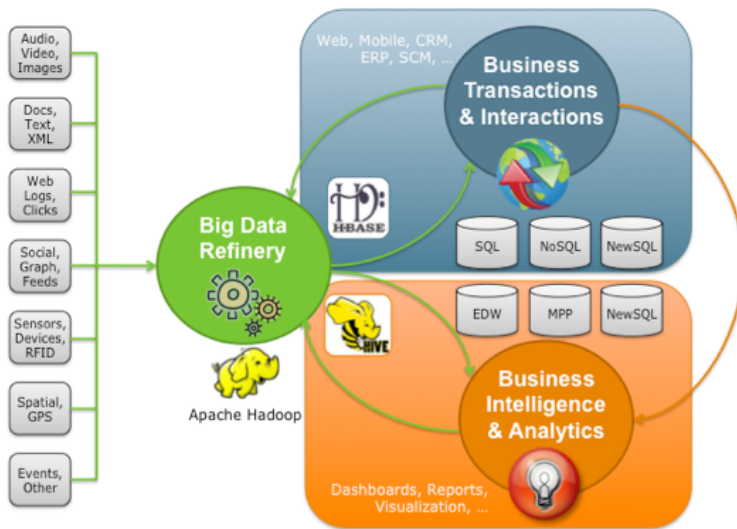 Audio,
Video,
Images
Docs,
Text,
XML
Web
Logs,
Clicks
Social,
Graph,
Feeds
Sensors,
Devices,
RFID
Spatial,
GPS
Events,
Other
Big Data
Refinery
Apache Hadoop
Web, Mobile, CRM,
ERP, SCM, ...
Business
Transactions
& Interactions
H·BASE
SQL
NoSQL
NewSQL
EDW
MPP
NewSQL
HIVE
Business
Intelligence
& Analytics
Dashboards, Reports,
Visualization, ...